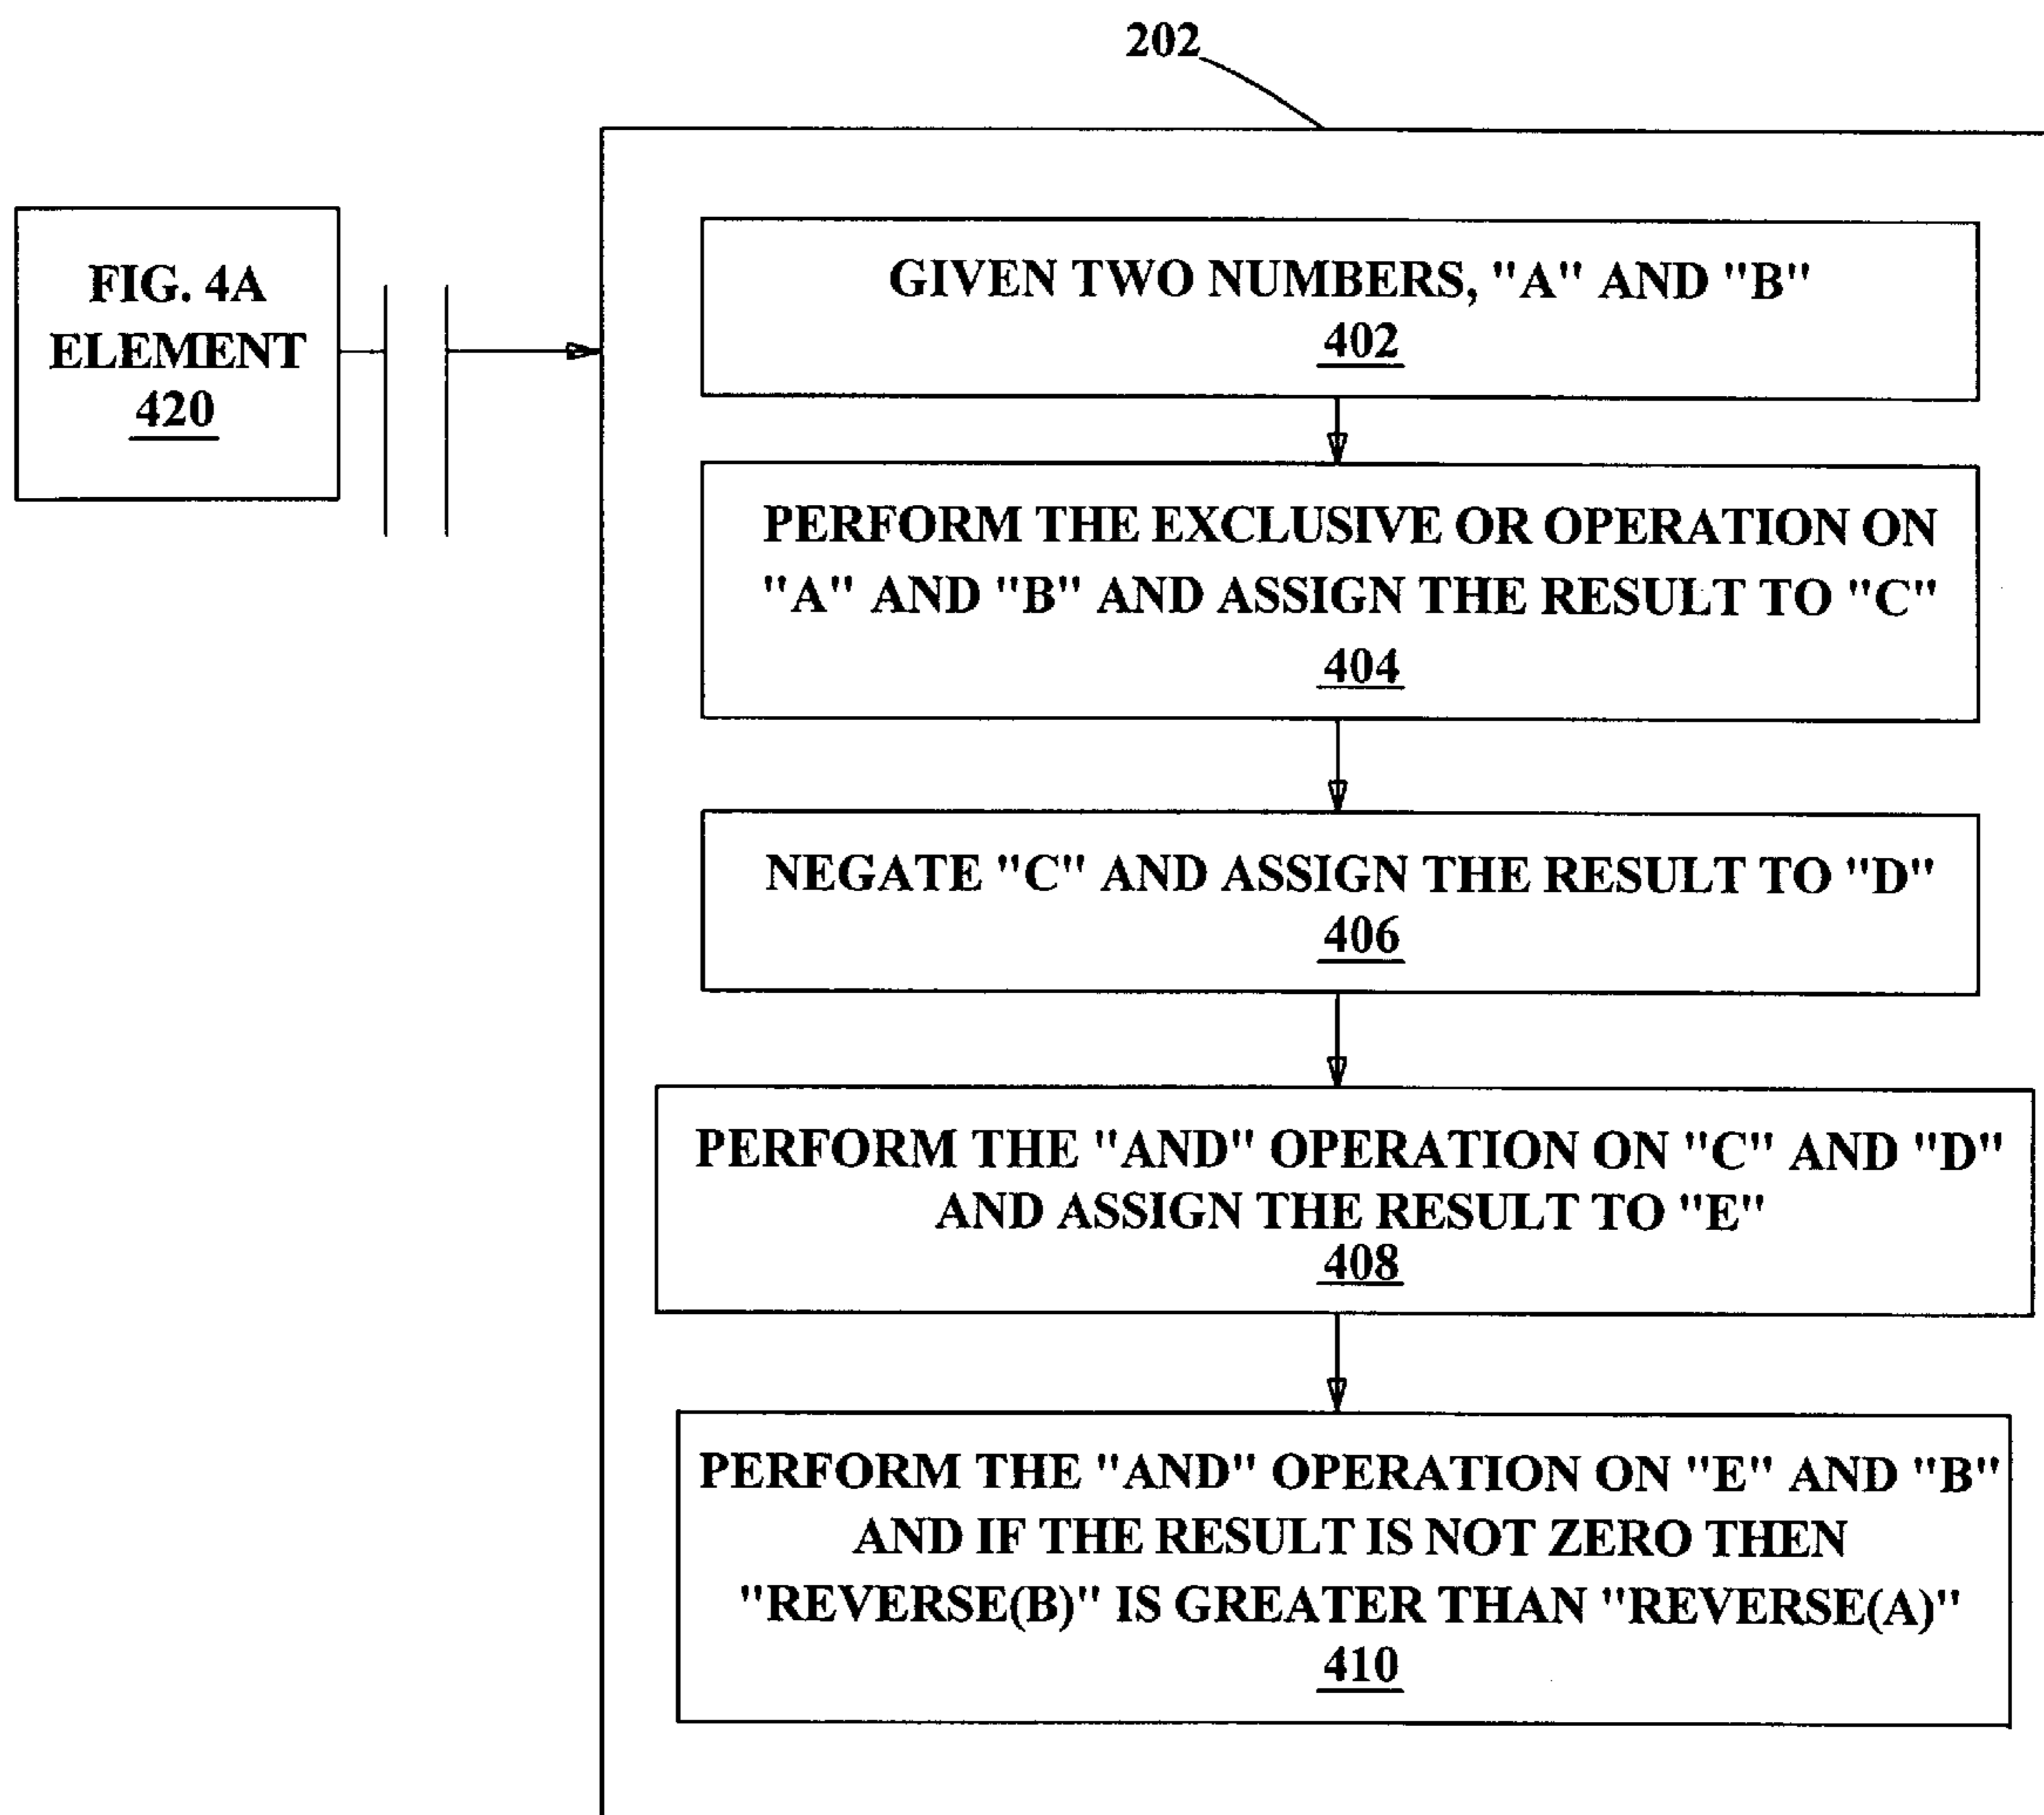 202
FIG. 4A
ELEMENT
420
GIVEN TWO NUMBERS, "A" AND "B"
402
PERFORM THE EXCLUSIVE OR OPERATION ON
"A" AND "B" AND ASSIGN THE RESULT TO "C"
404
NEGATE "C" AND ASSIGN THE RESULT TO "D"
406
PERFORM THE "AND" OPERATION ON "C" AND "D"
AND ASSIGN THE RESULT TO "E"
408
PERFORM THE "AND" OPERATION ON "E" AND "B"
AND IF THE RESULT IS NOT ZERO THEN
"REVERSE(B)" IS GREATER THAN "REVERSE(A)"
410